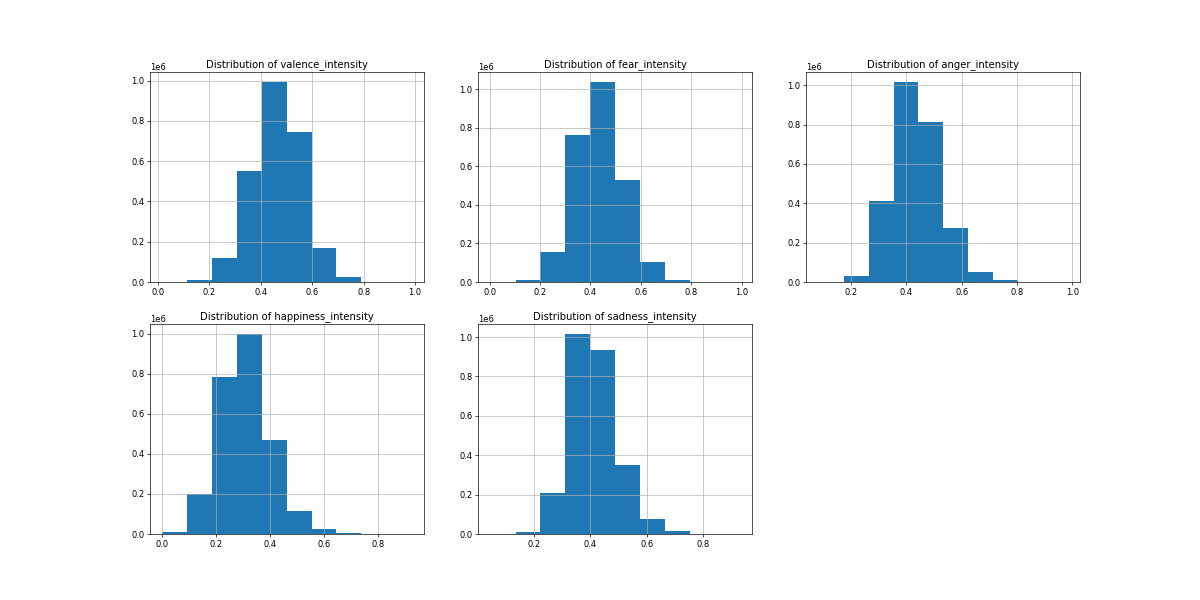 Distribution of valence_intensity
1e6
1.0
0.8
0.6
0.4
0.2
0.0
0.0 0.2 0.4 0.6 0.8 1.0
Distribution of fear_intensity
1e6
1.0
0.8
0.6
0.4
0.2
0.0
0.0 0.2 0.4 0.6 0.8 1.0
Distribution of anger_intensity
1e6
1.0
0.8
0.6
0.4
0.2
0.0
0.2 0.4 0.6 0.8 1.0
Distribution of happiness_intensity
1e6
1.0
0.8
0.6
0.4
0.2
0.0
0.0 0.2 0.4 0.6 0.8
Distribution of sadness_intensity
1e6
1.0
0.8
0.6
0.4
0.2
0.0
0.2 0.4 0.6 0.8